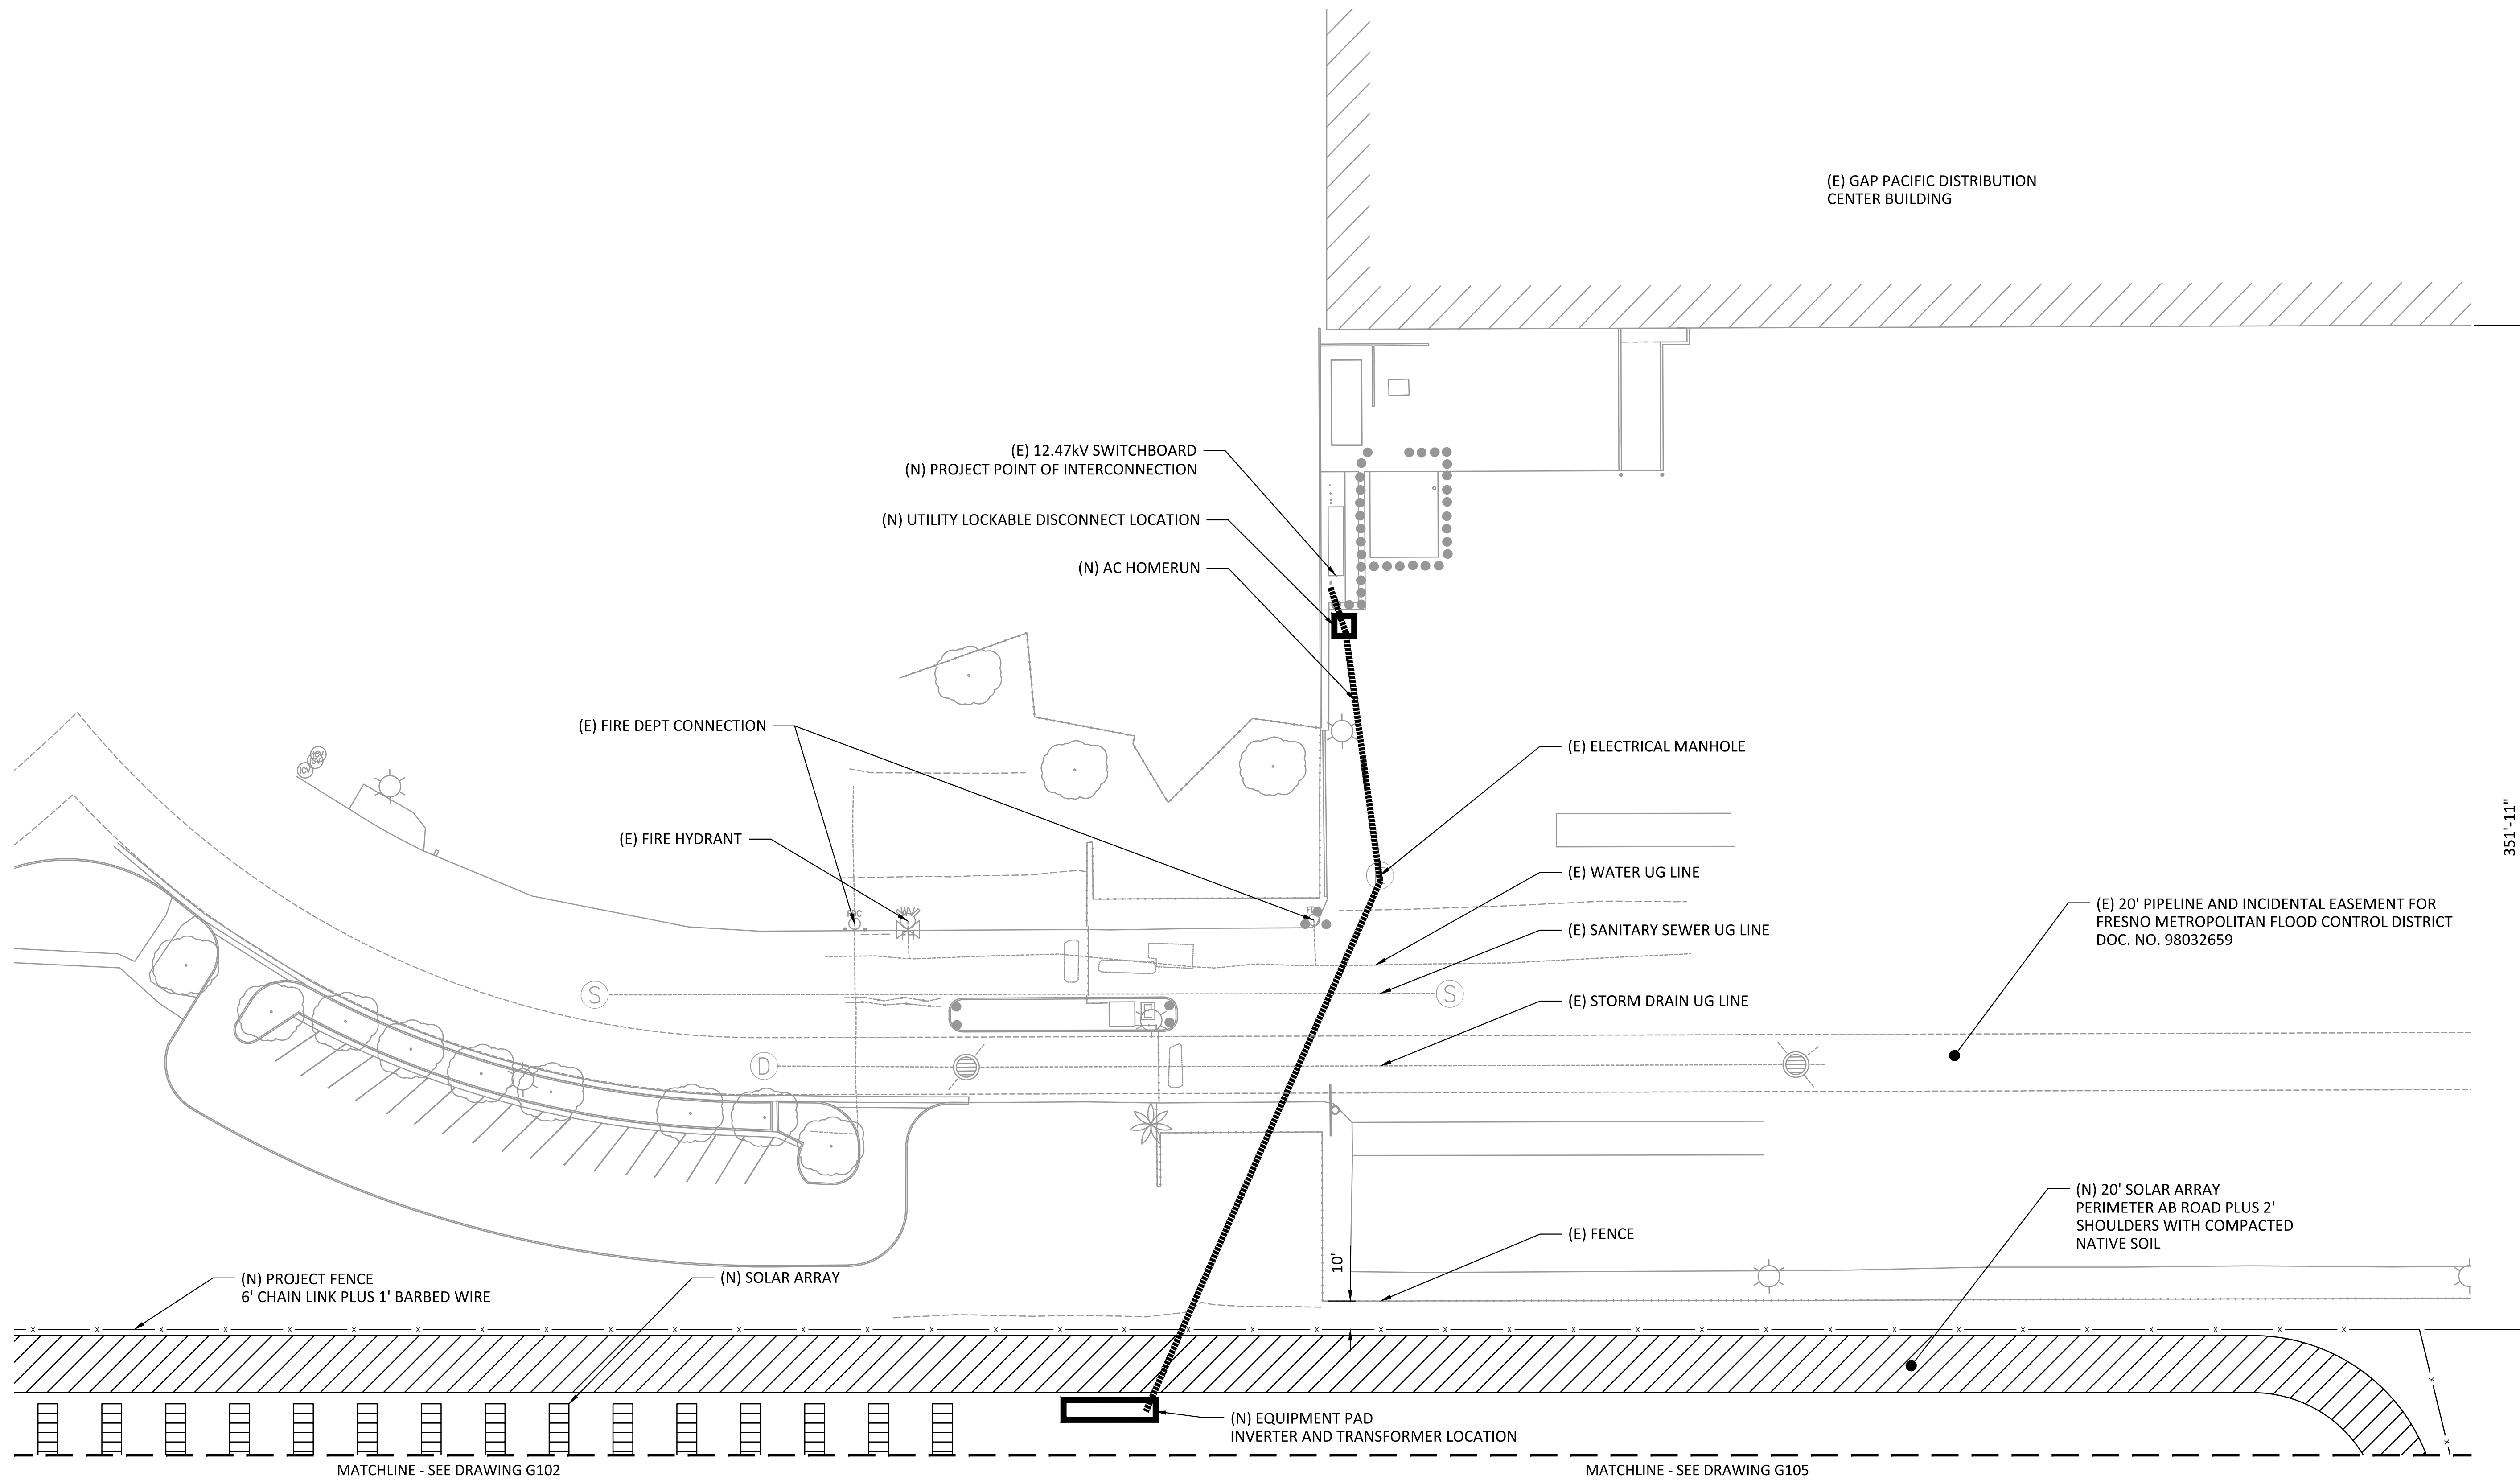 (E) GAP PACIFIC DISTRIBUTION
CENTER BUILDING
(E) 12.47kV SWITCHBOARD
(N) PROJECT POINT OF INTERCONNECTION
(N) UTILITY LOCKABLE DISCONNECT LOCATION
(N) AC HOMERUN
(E) FIRE DEPT CONNECTION
(E) ELECTRICAL MANHOLE
ICV
351'-11"
(E) FIRE HYDRANT
(E) WATER UG LINE
(E) 20' PIPELINE AND INCIDENTAL EASEMENT FOR
FRESNO METROPOLITAN FLOOD CONTROL DISTRICT
DOC. NO. 98032659
WV
FH
(E) SANITARY SEWER UG LINE
S
S
(E) STORM DRAIN UG LINE
D
(N) 20' SOLAR ARRAY
PERIMETER AB ROAD PLUS 2'
SHOULDERS WITH COMPACTED
NATIVE SOIL
(E) FENCE
10'
(N) PROJECT FENCE
6' CHAIN LINK PLUS 1' BARBED WIRE
(N) SOLAR ARRAY
(N) EQUIPMENT PAD
INVERTER AND TRANSFORMER LOCATION
MATCHLINE - SEE DRAWING G102
MATCHLINE - SEE DRAWING G105